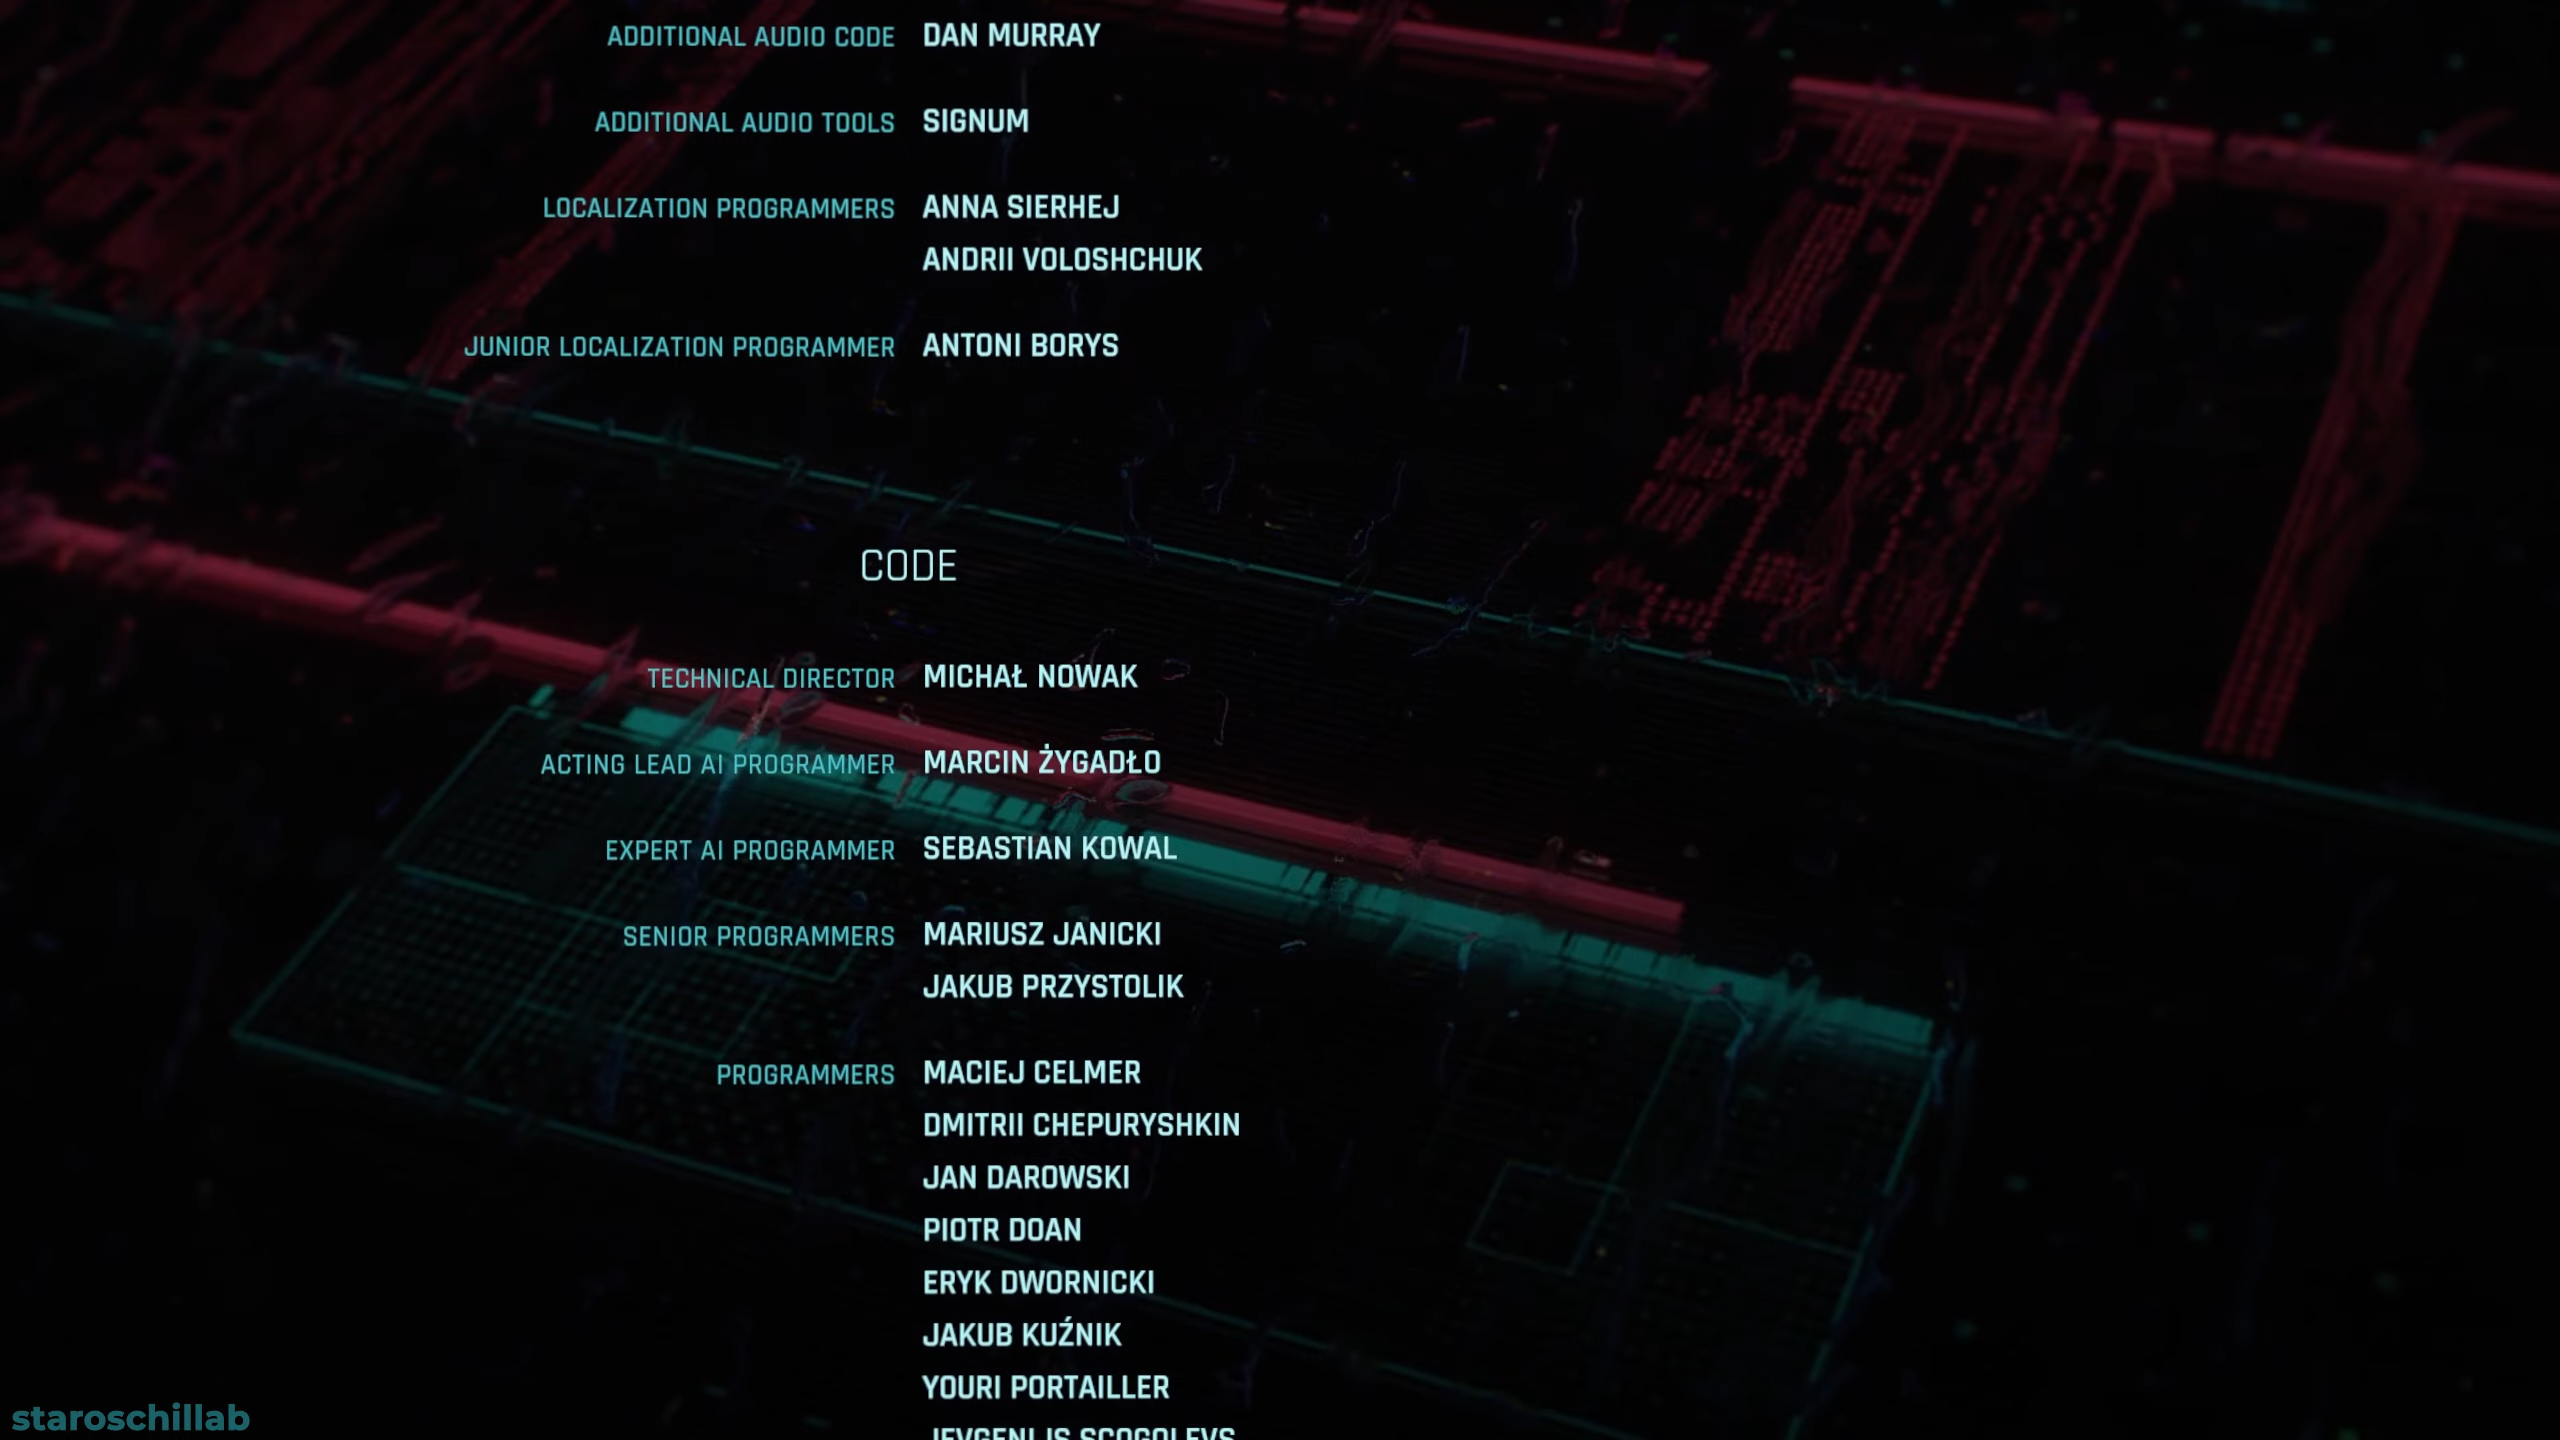 ADDITIONAL AUDIO CODE DAN MURRAY
ADDITIONAL AUDIO TOOLS SIGNUM
LOCALIZATION PROGRAMMERS ANNA SIERHEJ
ANDRII VOLOSHCHUK
JUNIOR LOCALIZATION PROGRAMMER ANTONI BORYS
CODE
TECHNICAL DIRECTOR MICHAŁ NOWAK
ACTING LEAD AI PROGRAMMER MARCIN ŻYGADŁO
EXPERT AI PROGRAMMER SEBASTIAN KOWAL
SENIOR PROGRAMMERS MARIUSZ JANICKI
JAKUB PRZYSTOLIK
PROGRAMMERS MACIEJ CELMER
DMITRII CHEPURYSHKIN
JAN DAROWSKI
PIOTR DOAN
ERYK DWORNICKI
JAKUB KUŹNIK
YOURI PORTAILLER
staroschillab